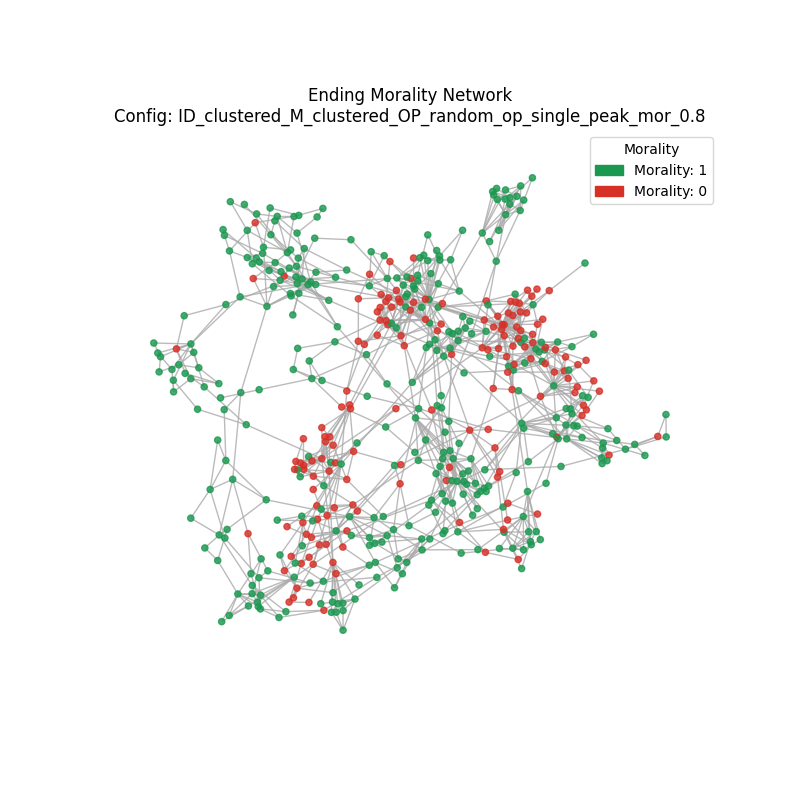 Ending Morality Network
Config: ID_clustered_M_clustered_OP_random_op_single_peak_mor_0.8
Morality
Morality: 1
Morality: 0